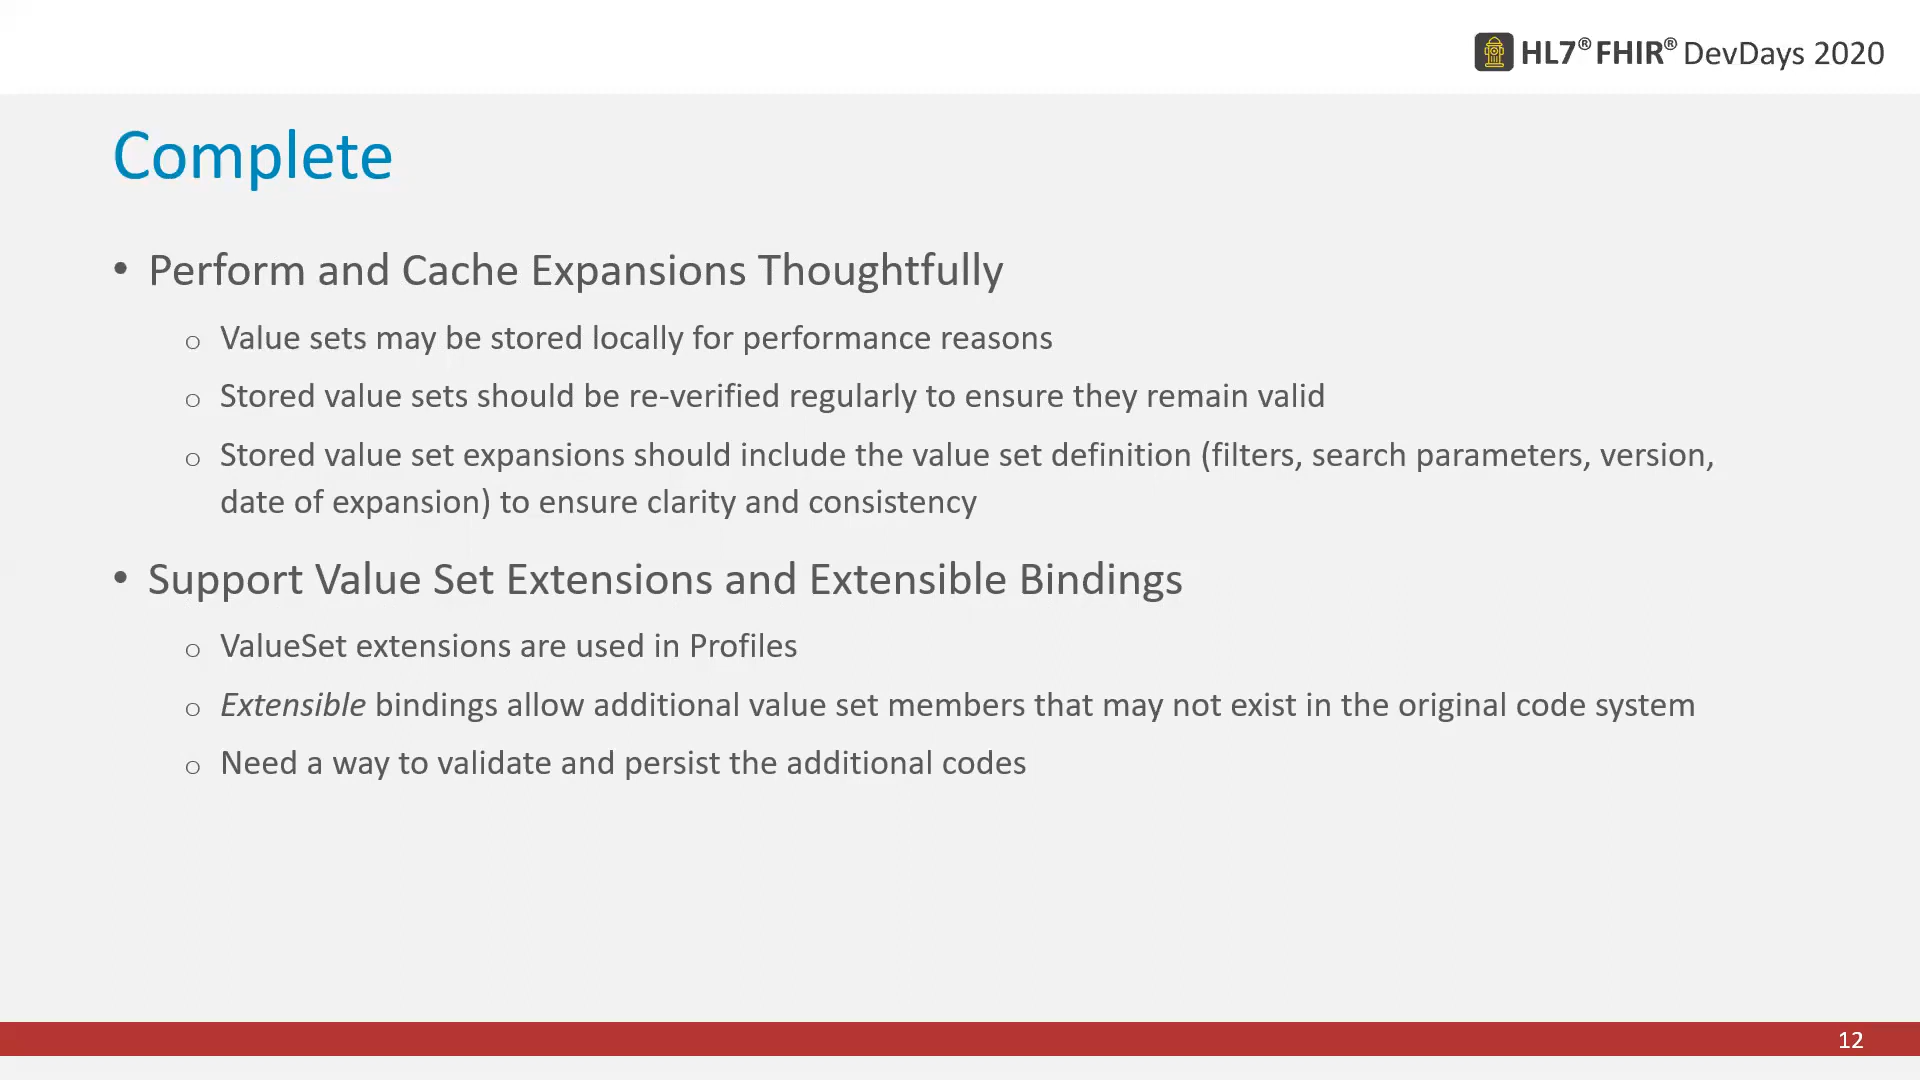 HL7® FHIR® DevDays 2020
Complete
• Perform and Cache Expansions Thoughtfully
o Value sets may be stored locally for performance reasons
o Stored value sets should be re-verified regularly to ensure they remain valid
o Stored value set expansions should include the value set definition (filters, search parameters, version,
date of expansion) to ensure clarity and consistency
• Support Value Set Extensions and Extensible Bindings
o ValueSet extensions are used in Profiles
o Extensible bindings allow additional value set members that may not exist in the original code system
o Need a way to validate and persist the additional codes
12